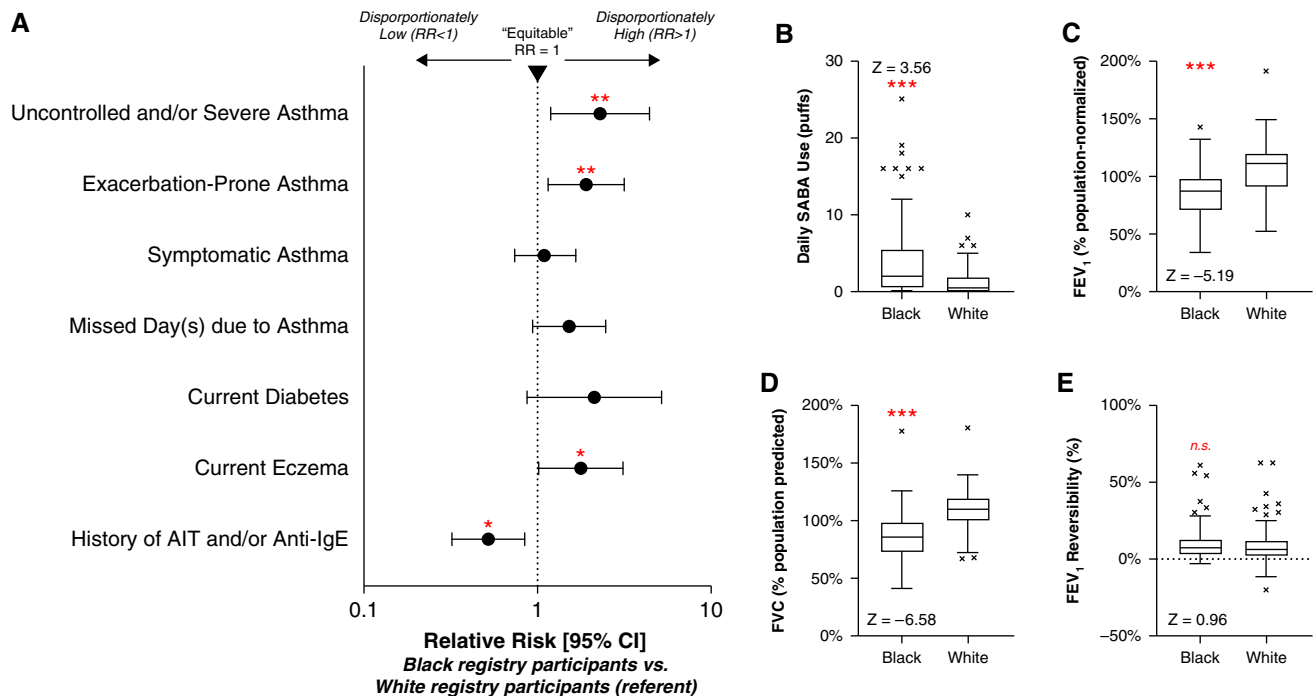 A
Disporportionately
Low (RR<1)
"Equitable"
RR = 1
Disproportionately
High (RR>1)
Uncontrolled and/or Severe Asthma
**
Exacerbation-Prone Asthma
**
Symptomatic Asthma
Missed Day(s) due to Asthma
Current Diabetes
Current Eczema
*
History of AIT and/or Anti-IgE
*
0.1
1
10
Relative Risk [95% CI]
Black registry participants vs.
White registry participants (referent)
B
Daily SABA Use (puffs)
30
20
10
0
Z = 3.56
***
Black
White
C
FEV₁ (% population-normalized)
200%
150%
100%
50%
0%
***
Z = –5.19
Black
White
D
FVC (% population predicted)
200%
150%
100%
50%
0%
***
Z = –6.58
Black
White
E
FEV₁ Reversibility (%)
100%
50%
0%
–50%
n.s.
Z = 0.96
Black
White